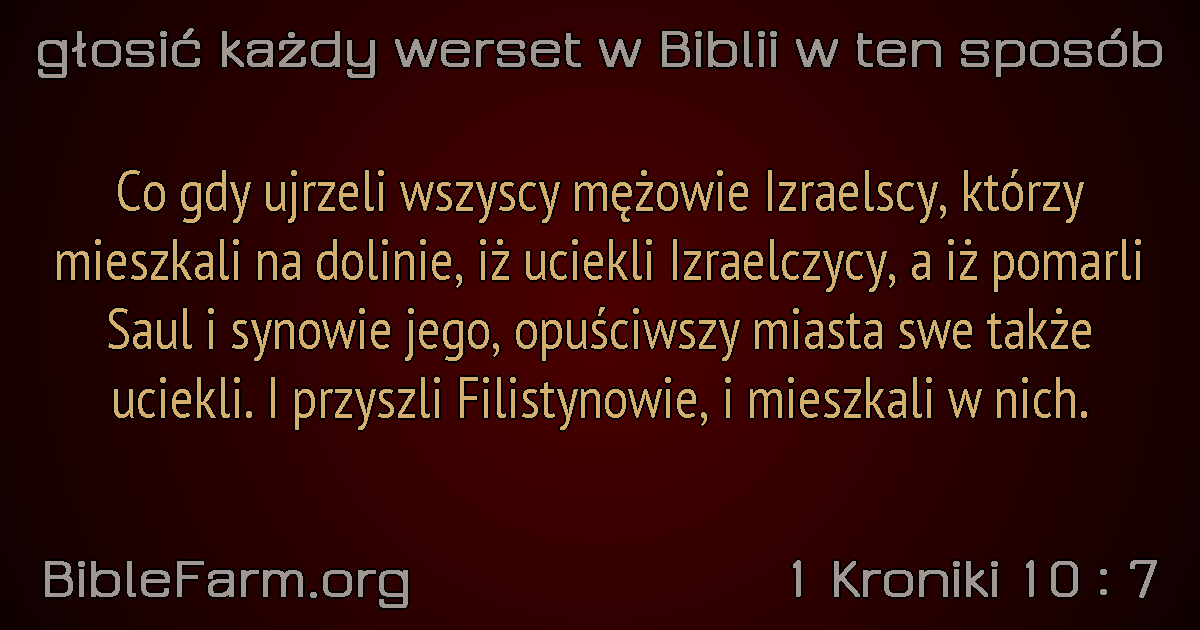 głosić każdy werset w Biblii w ten sposób
Co gdy ujrzeli wszyscy mężowie Izraelscy, którzy
mieszkali na dolinie, iż uciekli Izraelczycy, a iż pomarli
Saul i synowie jego, opuściwszy miasta swe także
uciekli. I przyszli Filistynowie, i mieszkali w nich.
BibleFarm.org
1 Kroniki 10 : 7